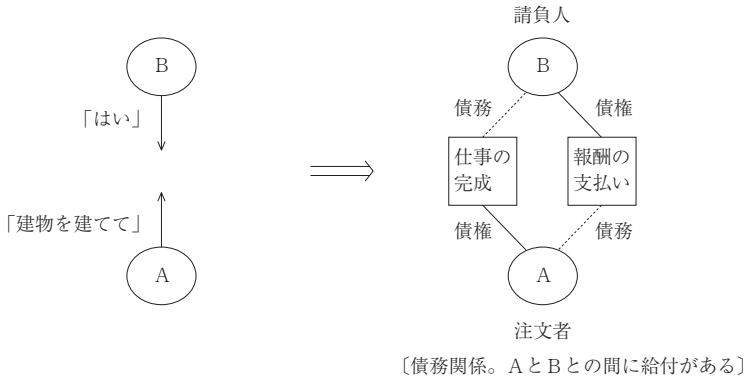 B
「はい」
「建物を建てて」
A
請負人
B
債務
債権
仕事の
完成
報酬の
支払い
債権
債務
A
注文者
〔債務関係。AとBとの間に給付がある〕